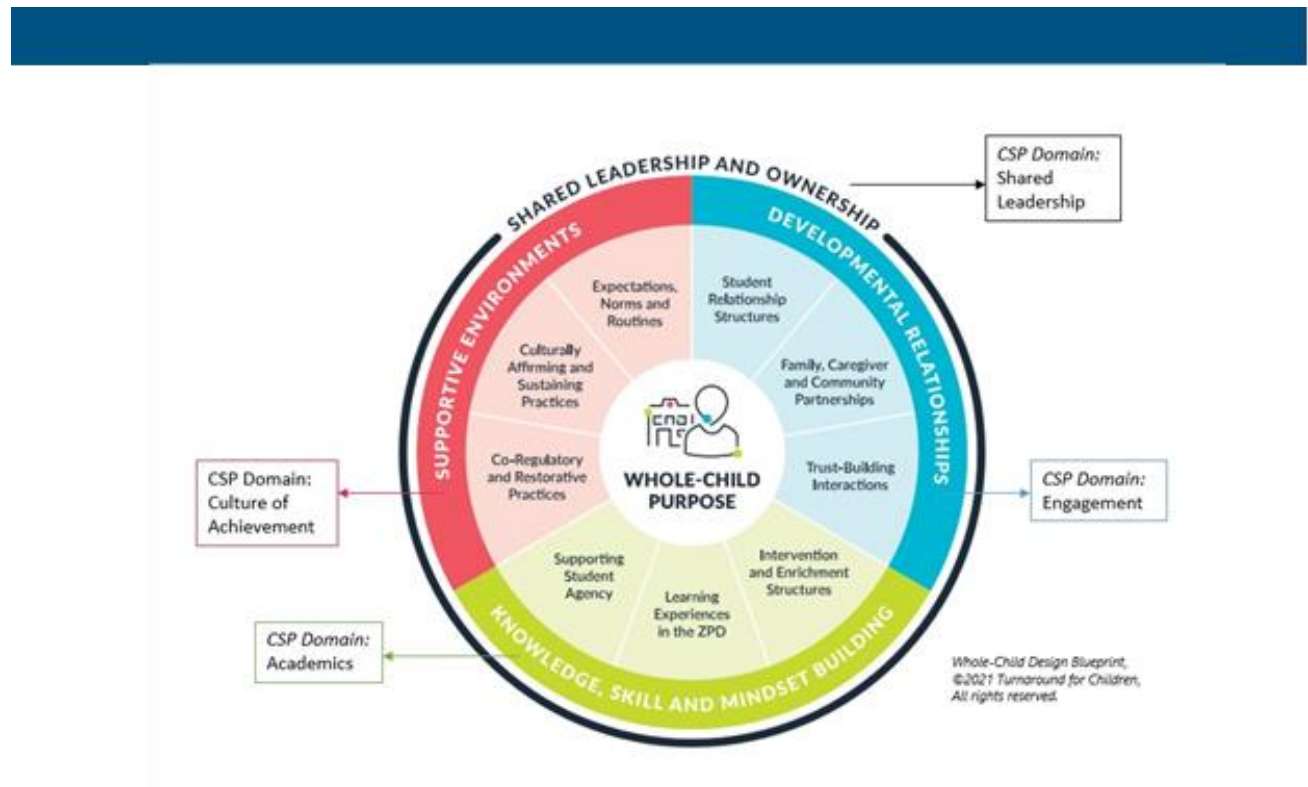 SHARED LEADERSHIP AND OWNERSHIP
CSP Domain:
Shared
Leadership
SUPPORTIVE ENVIRONMENTS
DEVELOPMENTAL RELATIONSHIPS
Expectations,
Norms and
Routines
Student
Relationship
Structures
Culturally
Affirming and
Sustaining
Practices
Family, Caregiver
and Community
Partnerships
Co-Regulatory
and Restorative
Practices
WHOLE-CHILD
PURPOSE
Trust-Building
Interactions
CSP Domain:
Culture of
Achievement
CSP Domain:
Engagement
Supporting
Student
Agency
Learning
Experiences
in the ZPD
Intervention
and Enrichment
Structures
KNOWLEDGE, SKILL AND MINDSET BUILDING
CSP Domain:
Academics
Whole-Child Design Blueprint,
©2021 Turnaround for Children,
All rights reserved.